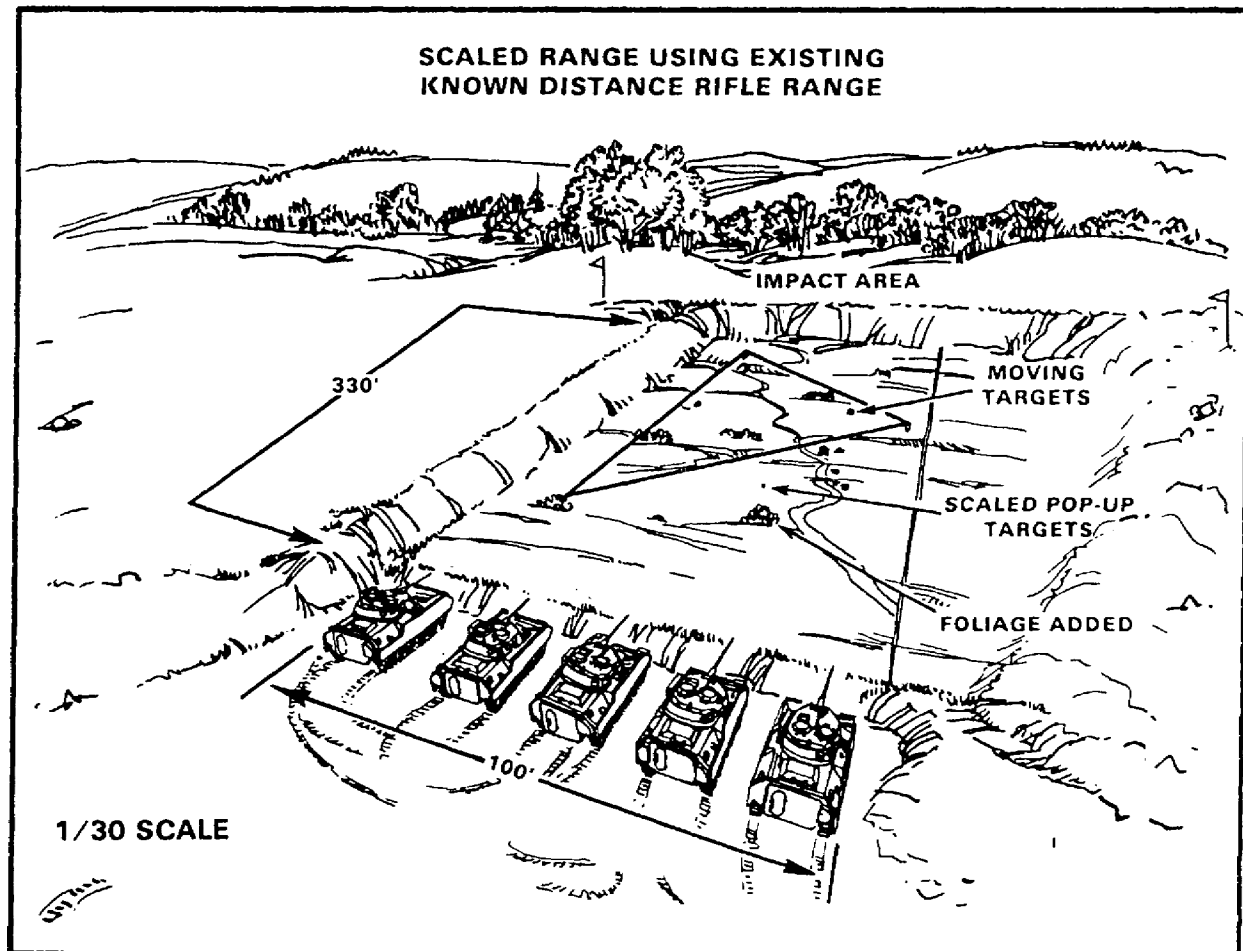 SCALED RANGE USING EXISTING
KNOWN DISTANCE RIFLE RANGE
IMPACT AREA
330'
MOVING
TARGETS
SCALED POP-UP
TARGETS
FOLIAGE ADDED
100'
1/30 SCALE